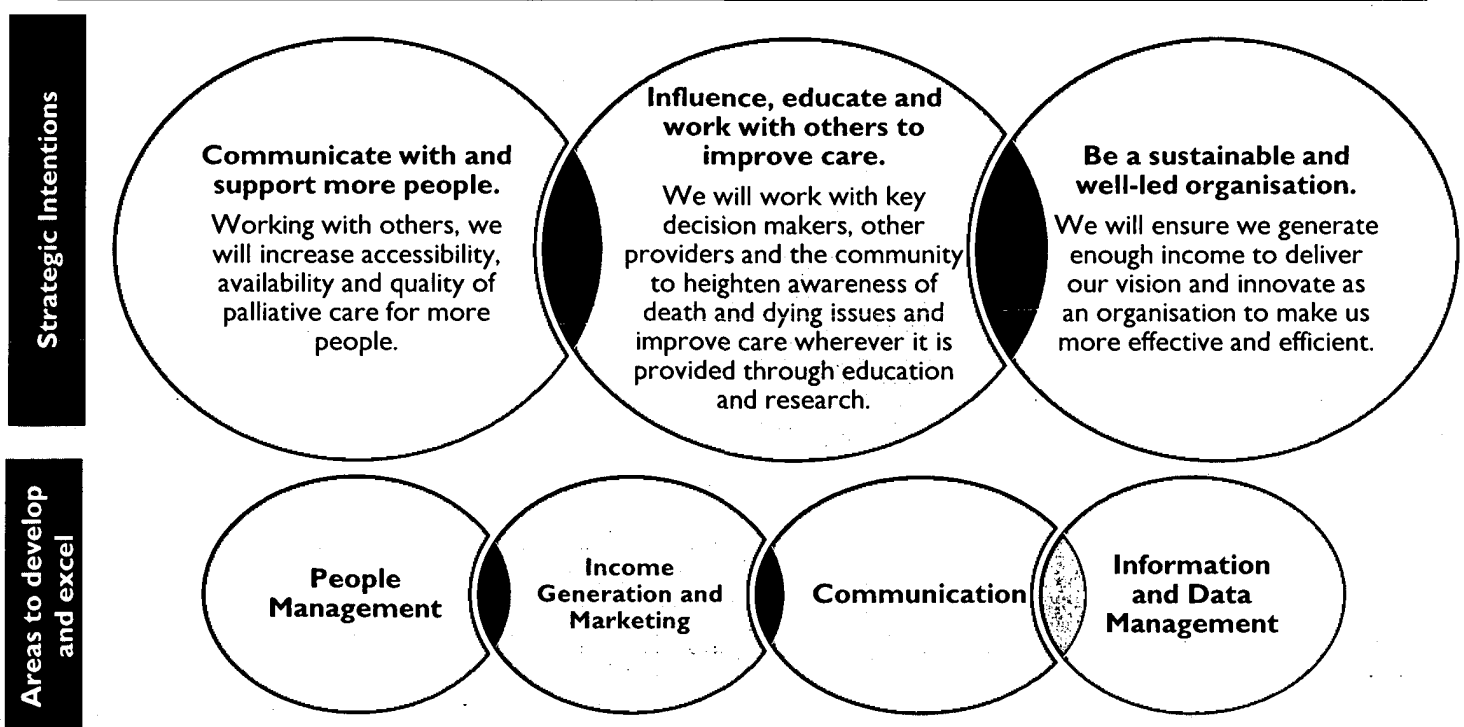 Strategic Intentions
Communicate with and
support more people.
Working with others, we
will increase accessibility,
availability and quality of
palliative care for more
people.
Influence, educate and
work with others to
improve care.
We will work with key
decision makers, other
providers and the community
to heighten awareness of
death and dying issues and
improve care wherever it is
provided through education
and research.
Be a sustainable and
well-led organisation.
We will ensure we generate
enough income to deliver
our vision and innovate as
an organisation to make us
more effective and efficient.
Areas to develop
and excel
People
Management
Income
Generation and
Marketing
Communication
Information
and Data
Management